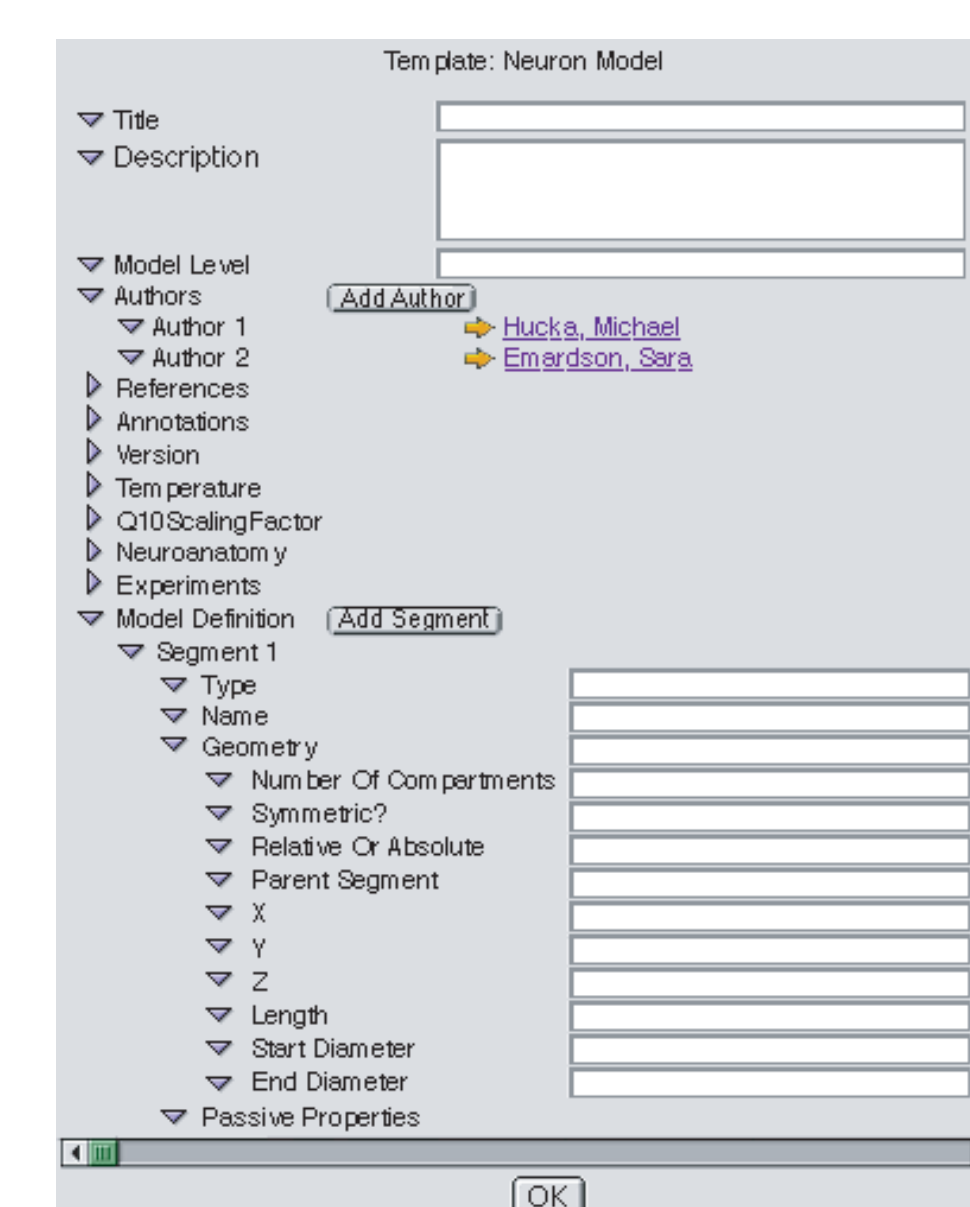 Template: Neuron Model
Title
Description
Model Level
Authors Add Author
Author 1 Hucka, Michael
Author 2 Emardson, Sara
References
Annotations
Version
Temperature
Q10ScalingFactor
Neuroanatomy
Experiments
Model Definition Add Segment
Segment 1
Type
Name
Geometry
Number Of Compartments
Symmetric?
Relative Or Absolute
Parent Segment
X
Y
Z
Length
Start Diameter
End Diameter
Passive Properties
OK